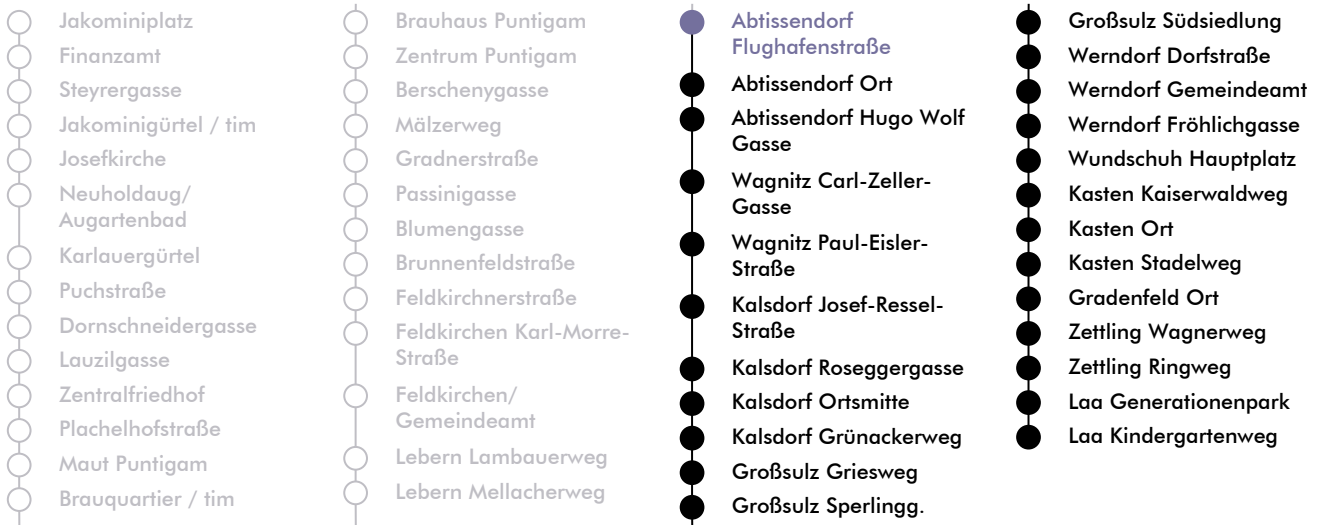 Jakominiplatz
Finanzamt
Steyrergasse
Jakominigürtel / tim
Josefkirche
Neuholdaug/
Augartenbad
Karlauergürtel
Puchstraße
Dornschneidergasse
Lauzilgasse
Zentralfriedhof
Plachelhofstraße
Maut Puntigam
Brauquartier / tim
Brauhaus Puntigam
Zentrum Puntigam
Berschenygasse
Mälzerweg
Gradnerstraße
Passinigasse
Blumengasse
Brunnenfeldstraße
Feldkirchnerstraße
Feldkirchen Karl-Morre-
Straße
Feldkirchen/
Gemeindeamt
Lebern Lambauerweg
Lebern Mellacherweg
Abtissendorf
Flughafenstraße
Abtissendorf Ort
Abtissendorf Hugo Wolf
Gasse
Wagnitz Carl-Zeller-
Gasse
Wagnitz Paul-Eisler-
Straße
Kalsdorf Josef-Ressel-
Straße
Kalsdorf Roseggergasse
Kalsdorf Ortsmitte
Kalsdorf Grünackerweg
Großsulz Griesweg
Großsulz Sperlingg.
Großsulz Südsiedlung
Werndorf Dorfstraße
Werndorf Gemeindeamt
Werndorf Fröhlichgasse
Wundschuh Hauptplatz
Kasten Kaiserwaldweg
Kasten Ort
Kasten Stadelweg
Gradenfeld Ort
Zettling Wagnerweg
Zettling Ringweg
Laa Generationenpark
Laa Kindergartenweg